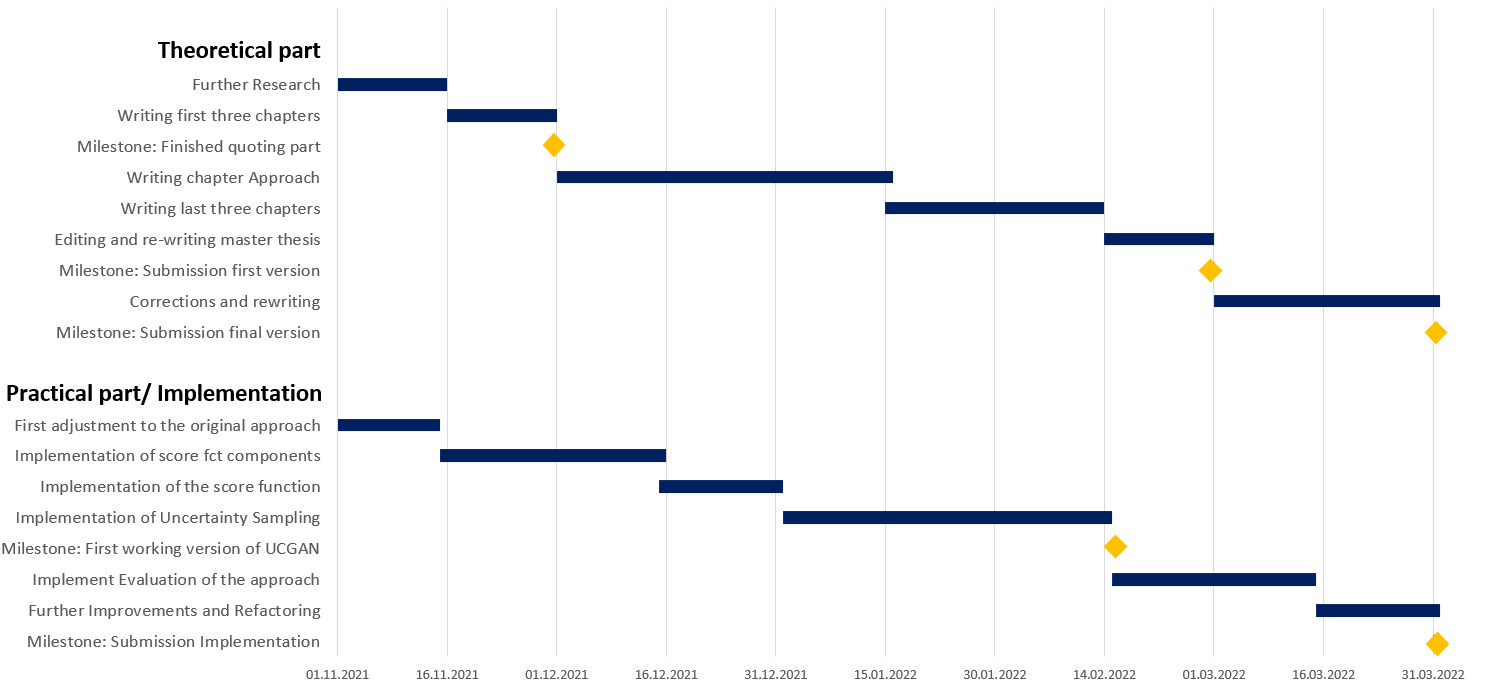 Theoretical part
Further Research
Writing first three chapters
Milestone: Finished quoting part
Writing chapter Approach
Writing last three chapters
Editing and re-writing master thesis
Milestone: Submission first version
Corrections and rewriting
Milestone: Submission final version
Practical part/ Implementation
First adjustment to the original approach
Implementation of score fct components
Implementation of the score function
Implementation of Uncertainty Sampling
Milestone: First working version of UCGAN
Implement Evaluation of the approach
Further Improvements and Refactoring
Milestone: Submission Implementation
01.11.2021 16.11.2021 01.12.2021 16.12.2021 31.12.2021 15.01.2022 30.01.2022 14.02.2022 01.03.2022 16.03.2022 31.03.2022